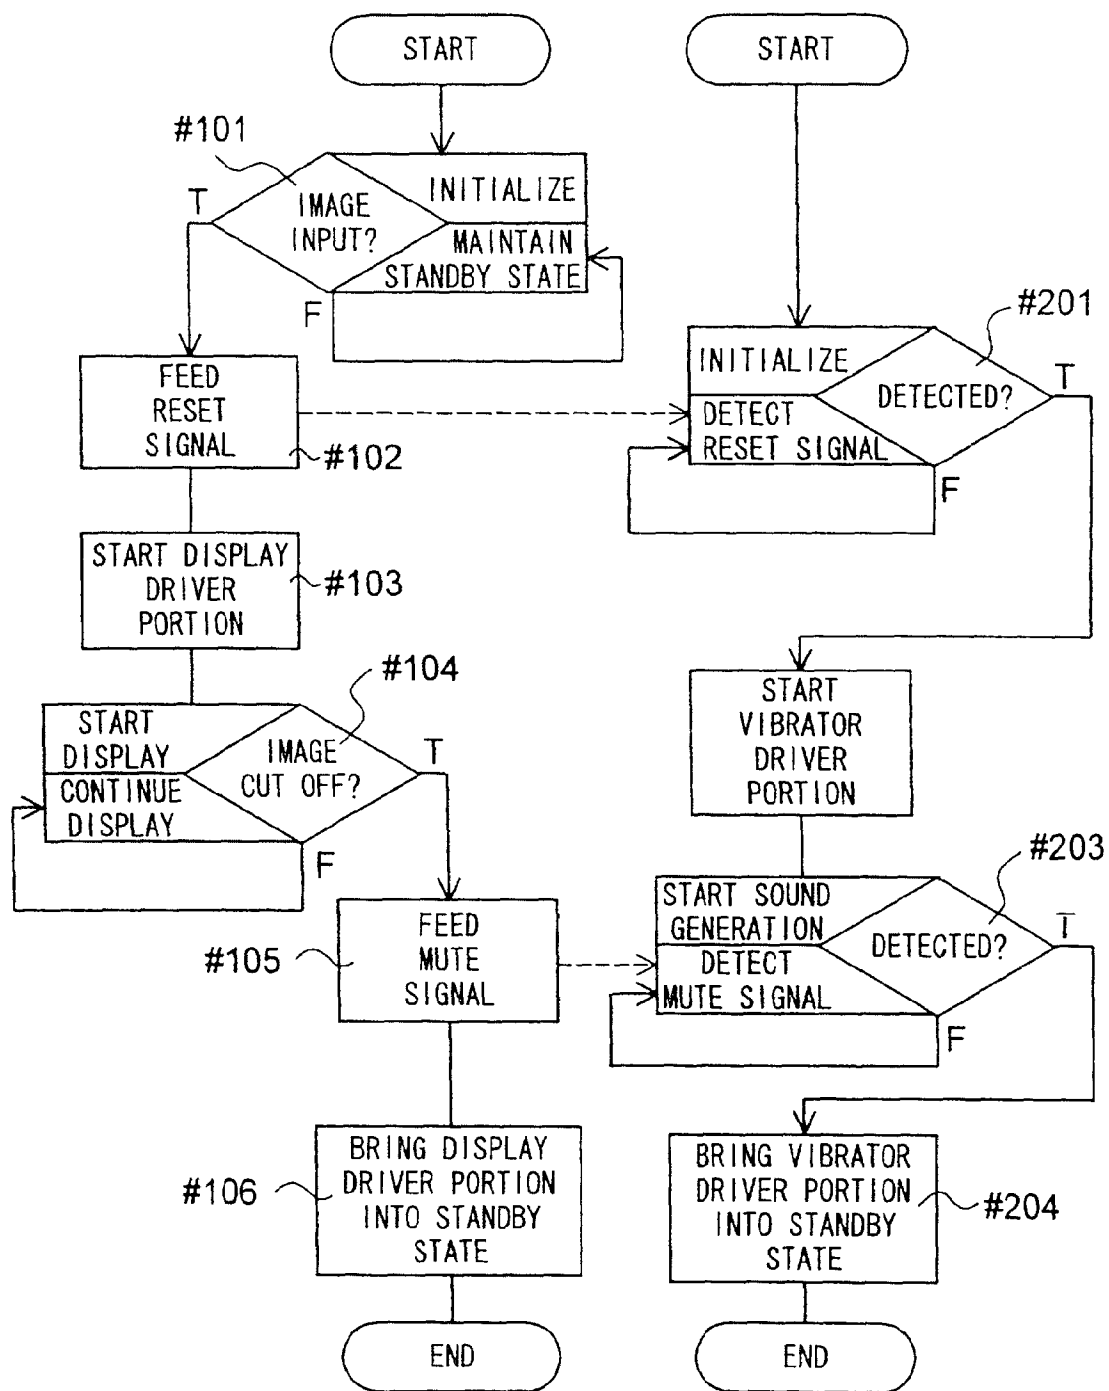 START
#101
T
IMAGE
INPUT?
INITIALIZE
MAINTAIN
STANDBY STATE
F
FEED
RESET
SIGNAL
#102
START DISPLAY
DRIVER
PORTION
#103
#104
START
DISPLAY
IMAGE
CUT OFF?
T
CONTINUE
DISPLAY
F
FEED
MUTE
SIGNAL
#105
BRING DISPLAY
DRIVER PORTION
INTO STANDBY
STATE
#106
END
START
#201
INITIALIZE
DETECTED?
T
DETECT
RESET SIGNAL
F
START
VIBRATOR
DRIVER
PORTION
#203
START SOUND
GENERATION
DETECTED?
T
DETECT
MUTE SIGNAL
F
BRING VIBRATOR
DRIVER PORTION
INTO STANDBY
STATE
#204
END